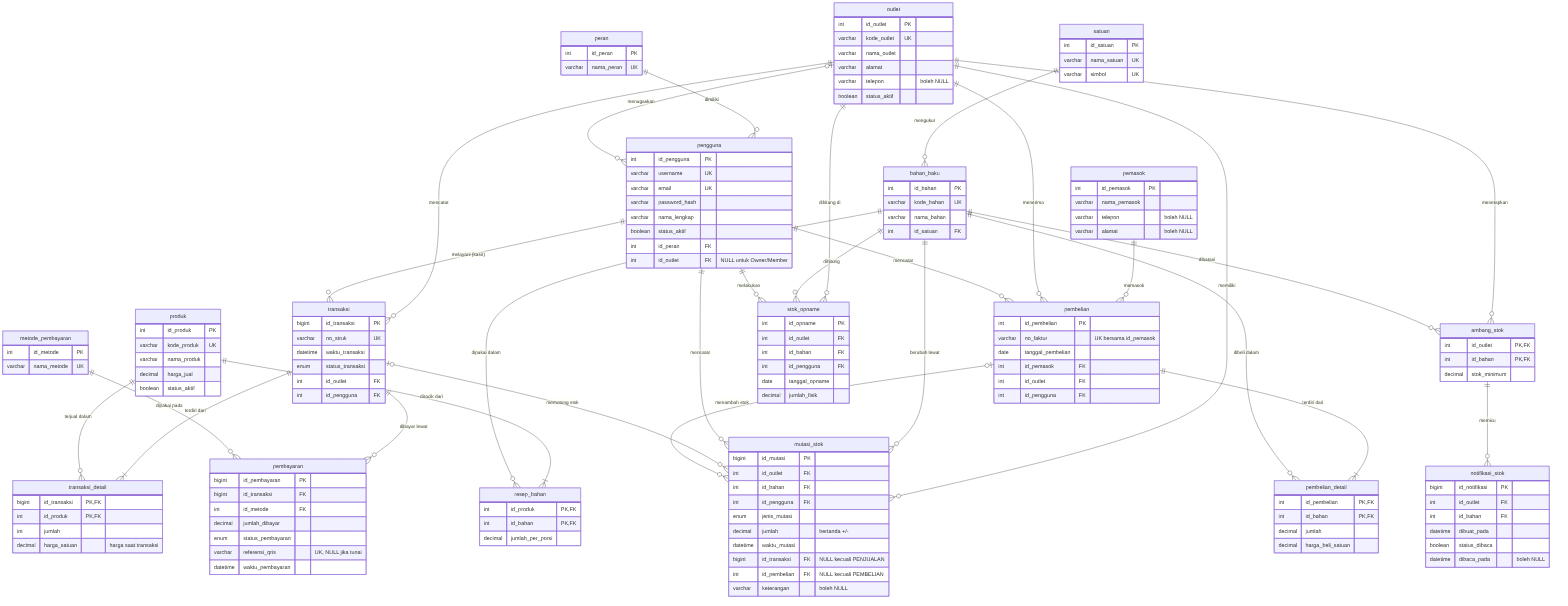 outlet
int id_outlet PK
varchar kode_outlet UK
varchar nama_outlet
varchar alamat
varchar telepon boleh NULL
boolean status_aktif
satuan
int id_satuan PK
varchar nama_satuan UK
varchar simbol UK
peran
int id_peran PK
varchar nama_peran UK
menugaskan
dimiliki
mengukur
pengguna
int id_pengguna PK
varchar username UK
varchar email UK
varchar password_hash
varchar nama_lengkap
boolean status_aktif
int id_peran FK
int id_outlet FK NULL untuk Owner/Member
bahan_baku
int id_bahan PK
varchar kode_bahan UK
varchar nama_bahan
int id_satuan FK
pemasok
int id_pemasok PK
varchar nama_pemasok
varchar telepon boleh NULL
varchar alamat boleh NULL
mencatat
dihitung di
menerima
menetapkan
melayani (kasir)
mencatat
dihitung
dibatasi
melakukan
memasok
memiliki
transaksi
bigint id_transaksi PK
varchar no_struk UK
datetime waktu_transaksi
enum status_transaksi
int id_outlet FK
int id_pengguna FK
produk
int id_produk PK
varchar kode_produk UK
varchar nama_produk
decimal harga_jual
boolean status_aktif
metode_pembayaran
int id_metode PK
varchar nama_metode UK
stok_opname
int id_opname PK
int id_outlet FK
int id_bahan FK
int id_pengguna FK
date tanggal_opname
decimal jumlah_fisik
pembelian
int id_pembelian PK
varchar no_faktur UK bersama id_pemasok
date tanggal_pembelian
int id_pemasok FK
int id_outlet FK
int id_pengguna FK
ambang_stok
int id_outlet PK,FK
int id_bahan PK,FK
decimal stok_minimum
dipakai dalam
mencatat
berubah lewat
dibeli dalam
terjual dalam
dipakai pada
terdiri dari
diracik dari
dibayar lewat
memotong stok
menambah stok
terdiri dari
memicu
transaksi_detail
bigint id_transaksi PK,FK
int id_produk PK,FK
int jumlah
decimal harga_satuan harga saat transaksi
pembayaran
bigint id_pembayaran PK
bigint id_transaksi FK
int id_metode FK
decimal jumlah_dibayar
enum status_pembayaran
varchar referensi_qris UK, NULL jika tunai
datetime waktu_pembayaran
resep_bahan
int id_produk PK,FK
int id_bahan PK,FK
decimal jumlah_per_porsi
mutasi_stok
bigint id_mutasi PK
int id_outlet FK
int id_bahan FK
int id_pengguna FK
enum jenis_mutasi
decimal jumlah bertanda +/-
datetime waktu_mutasi
bigint id_transaksi FK NULL kecuali PENJUALAN
int id_pembelian FK NULL kecuali PEMBELIAN
varchar keterangan boleh NULL
pembelian_detail
int id_pembelian PK,FK
int id_bahan PK,FK
decimal jumlah
decimal harga_beli_satuan
notifikasi_stok
bigint id_notifikasi PK
int id_outlet FK
int id_bahan FK
datetime dibuat_pada
boolean status_dibaca
datetime dibaca_pada boleh NULL